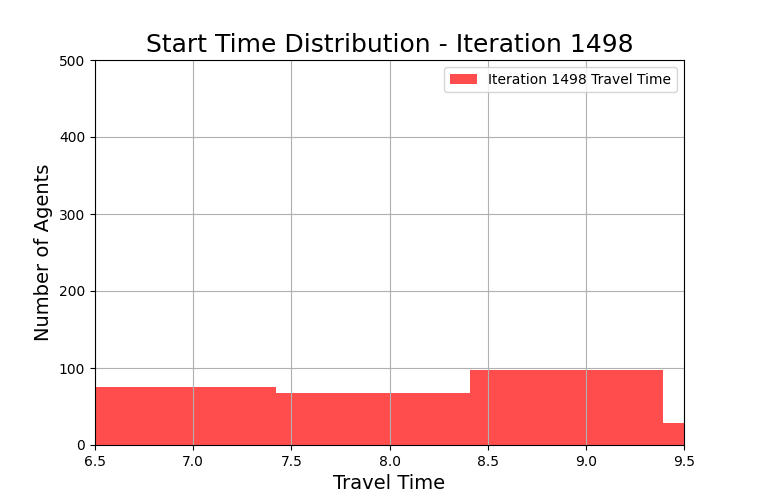 Start Time Distribution - Iteration 1498
Iteration 1498 Travel Time
Number of Agents
500
400
300
200
100
0
6.5 7.0 7.5 8.0 8.5 9.0 9.5
Travel Time